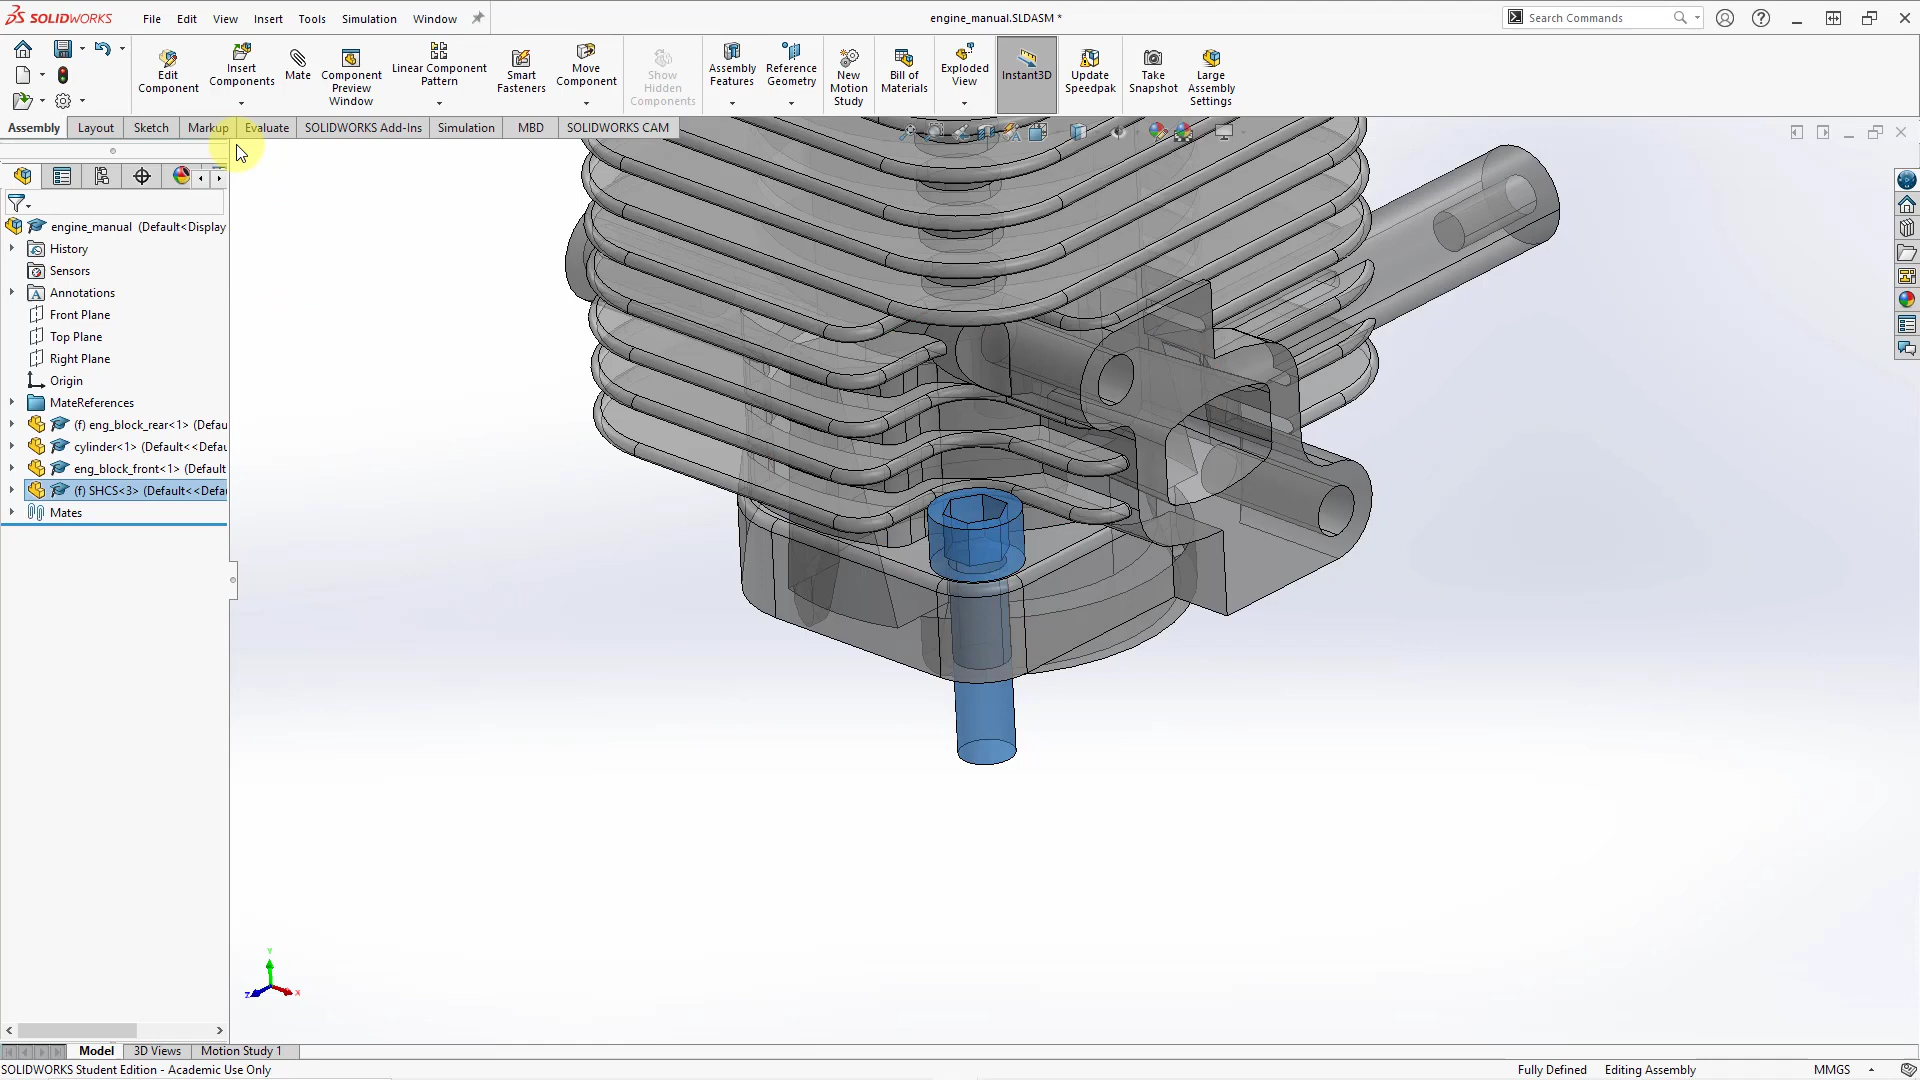 SOLIDWORKS File Edit View Insert Tools Simulation Window
engine_manual.SLDASM *
Search Commands
Edit Component
Insert Components
Mate
Component Preview Window
Linear Component Pattern
Smart Fasteners
Move Component
Show Hidden Components
Assembly Features
Reference Geometry
New Motion Study
Bill of Materials
Exploded View
Instant3D
Update Speedpak
Take Snapshot
Large Assembly Settings
Assembly Layout Sketch Markup Evaluate SOLIDWORKS Add-Ins Simulation MBD SOLIDWORKS CAM
engine_manual (Default<Display
History
Sensors
Annotations
Front Plane
Top Plane
Right Plane
Origin
MateReferences
(f) eng_block_rear<1> (Defau
cylinder<1> (Default<<Defau
eng_block_front<1> (Default
(f) SHCS<3> (Default<<Defau
Mates
Y
Z
X
Model 3D Views Motion Study 1
SOLIDWORKS Student Edition - Academic Use Only
Fully Defined Editing Assembly MMGS